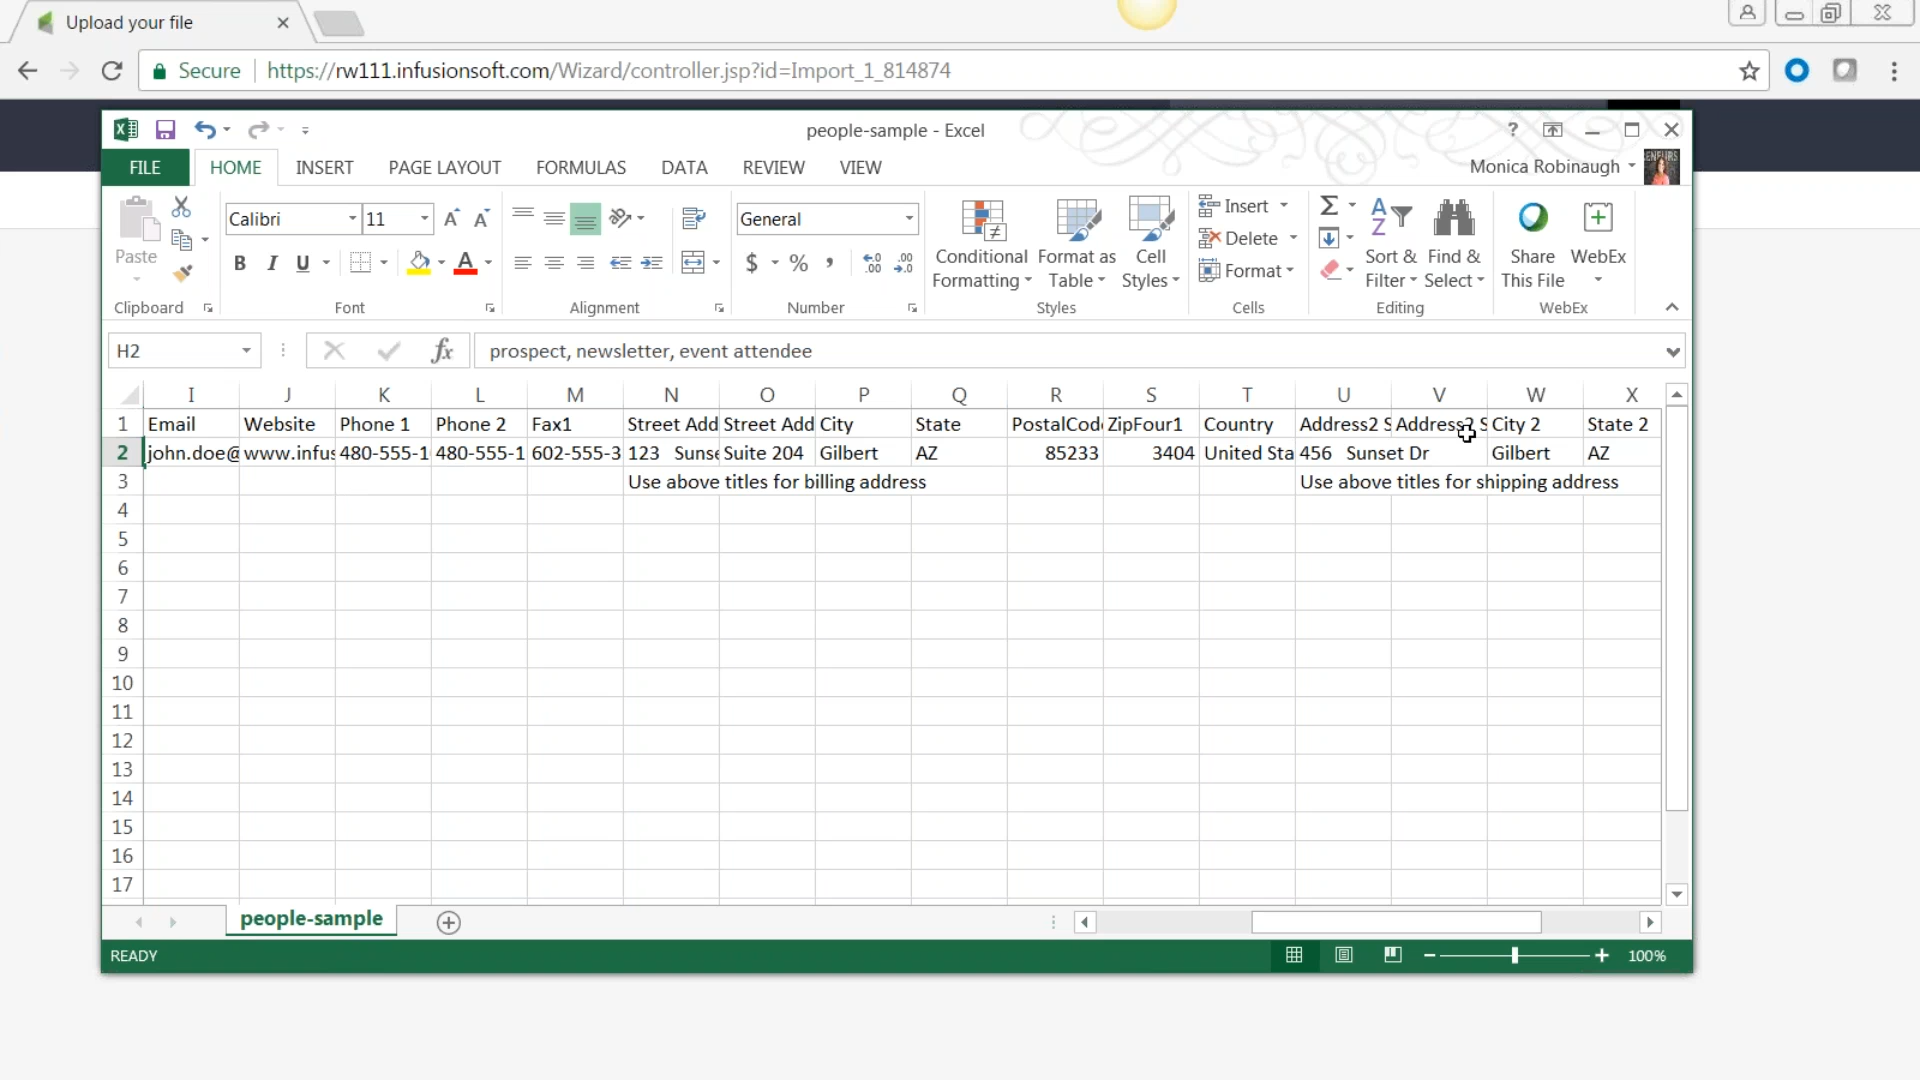 Upload your file
Secure https://rw111.infusionsoft.com/Wizard/controller.jsp?id=Import_1_814874
people-sample - Excel
FILE HOME INSERT PAGE LAYOUT FORMULAS DATA REVIEW VIEW Monica Robinaugh
Paste Calibri 11 General Conditional Formatting Format as Table Cell Styles Insert Delete Format Sort & Filter Find & Select Share This File WebEx
Clipboard Font Alignment Number Styles Cells Editing WebEx
H2 prospect, newsletter, event attendee
I J K L M N O P Q R S T U V W X
1 Email Website Phone 1 Phone 2 Fax1 Street Add Street Add City State PostalCod ZipFour1 Country Address2 S Address2 S City 2 State 2
2 john.doe@ www.infus 480-555-1 480-555-1 602-555-3 123 Sunse Suite 204 Gilbert AZ 85233 3404 United Sta 456 Sunset Dr Gilbert AZ
3 Use above titles for billing address Use above titles for shipping address
4
5
6
7
8
9
10
11
12
13
14
15
16
17
people-sample
READY 100%